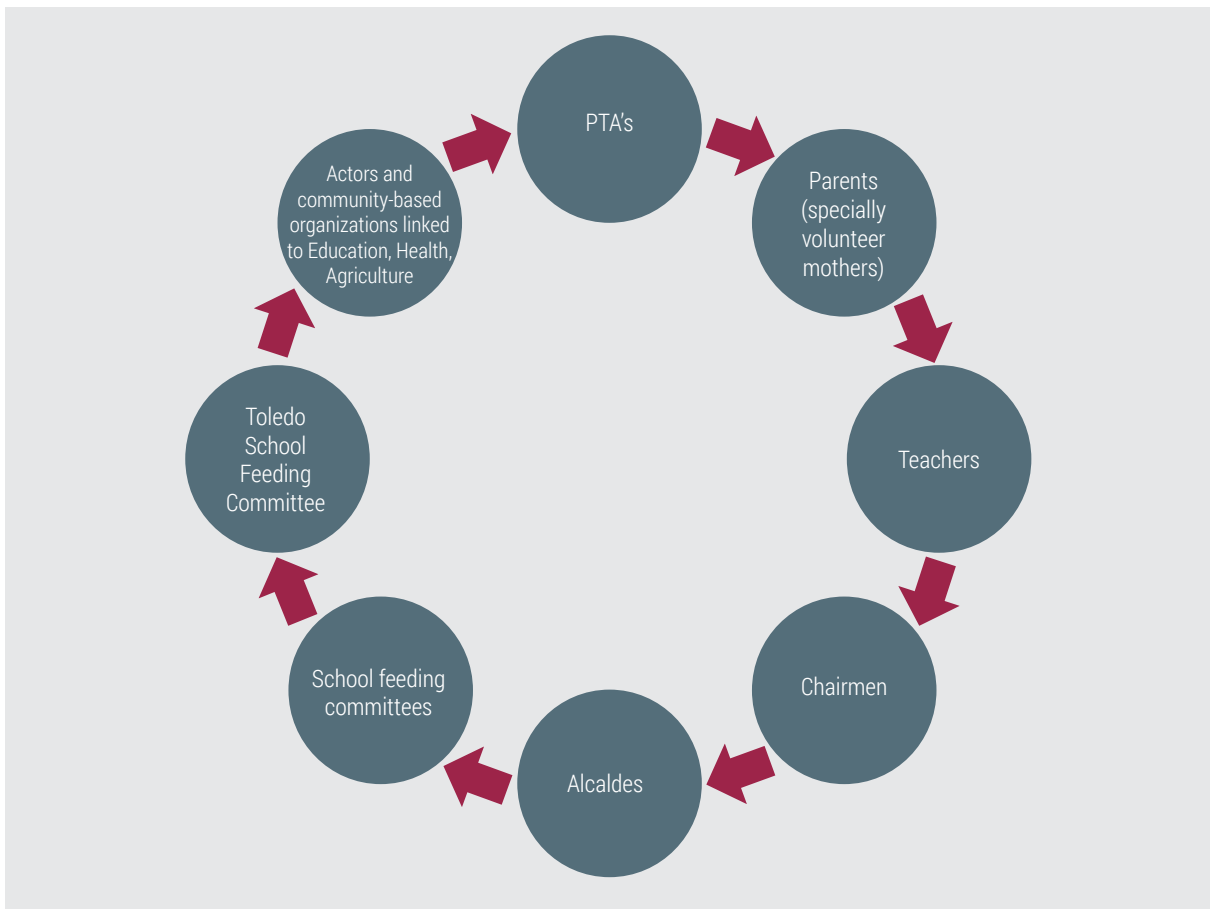 PTA's
Parents
(specially
volunteer
mothers)
Teachers
Chairmen
Alcaldes
School feeding
committees
Toledo
School
Feeding
Committee
Actors and
community-based
organizations linked
to Education, Health,
Agriculture